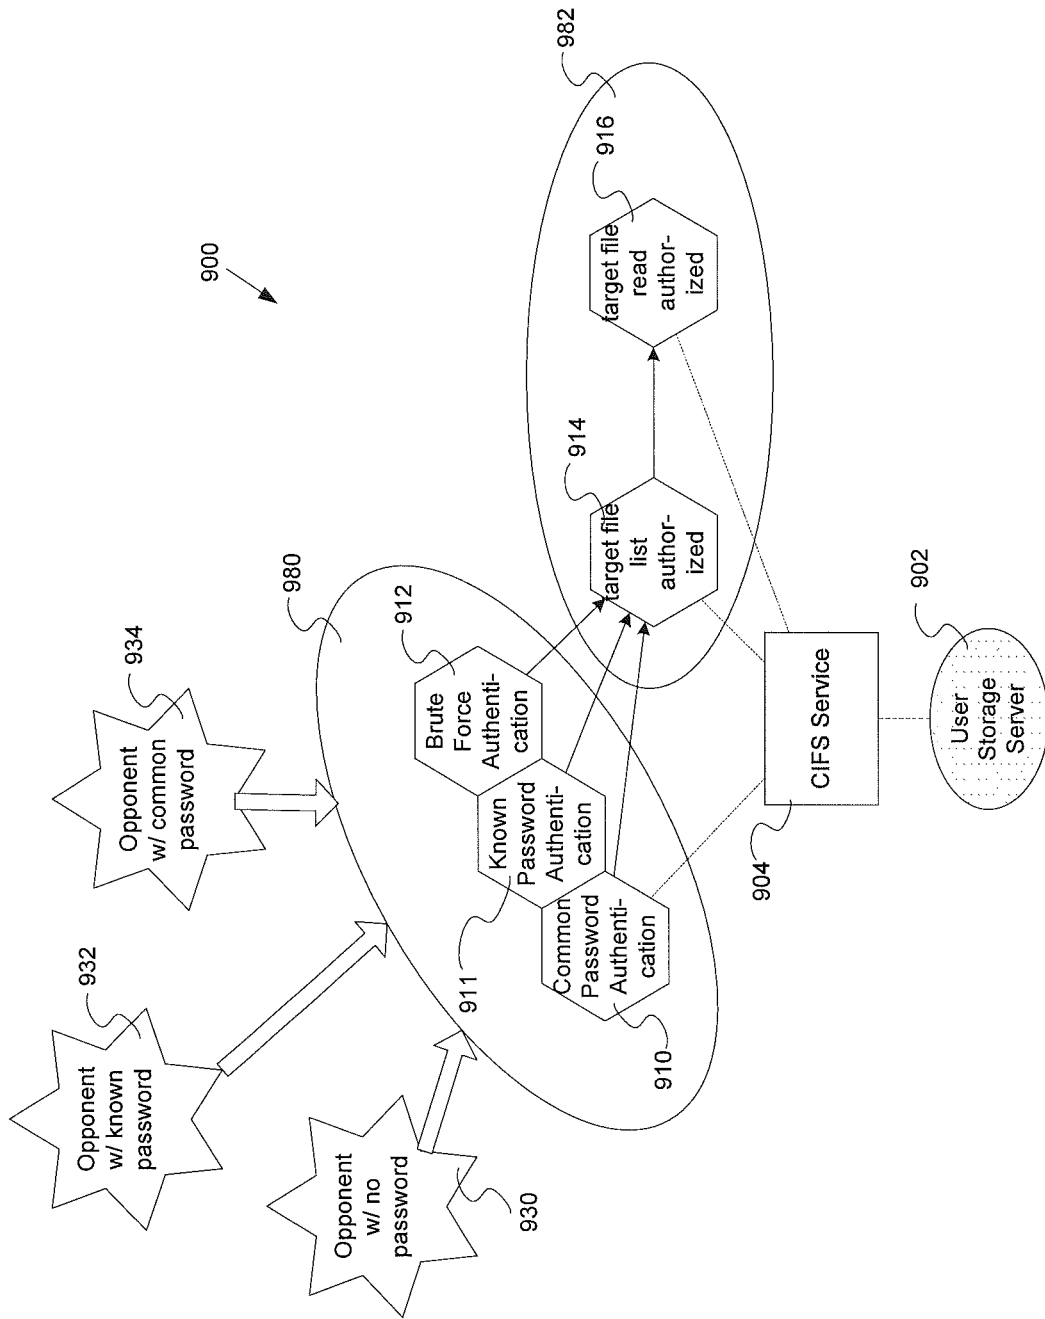 900
Opponent
w/ known
password
932
Opponent
w/ common
password
934
Opponent
w/ no
password
930
980
Common
Password
Authenti-
cation
910
Known
Password
Authenti-
cation
911
Brute
Force
Authenti-
cation
912
982
target file
list
author-
ized
914
target file
read
author-
ized
916
CIFS Service
904
User
Storage
Server
902